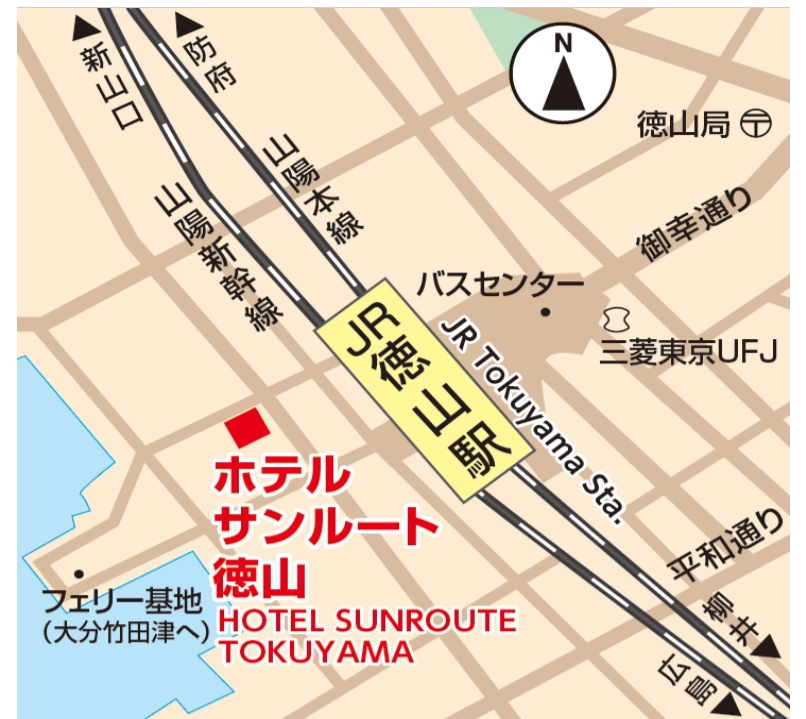 N
新山口
防府
徳山局
山陽本線
山陽新幹線
御幸通り
バスセンター
三菱東京UFJ
JR徳山駅
JR Tokuyama Sta.
ホテル
サンルート
徳山
HOTEL SUNROUTE
TOKUYAMA
フェリー基地
(大分竹田津へ)
平和通り
柳井
広島